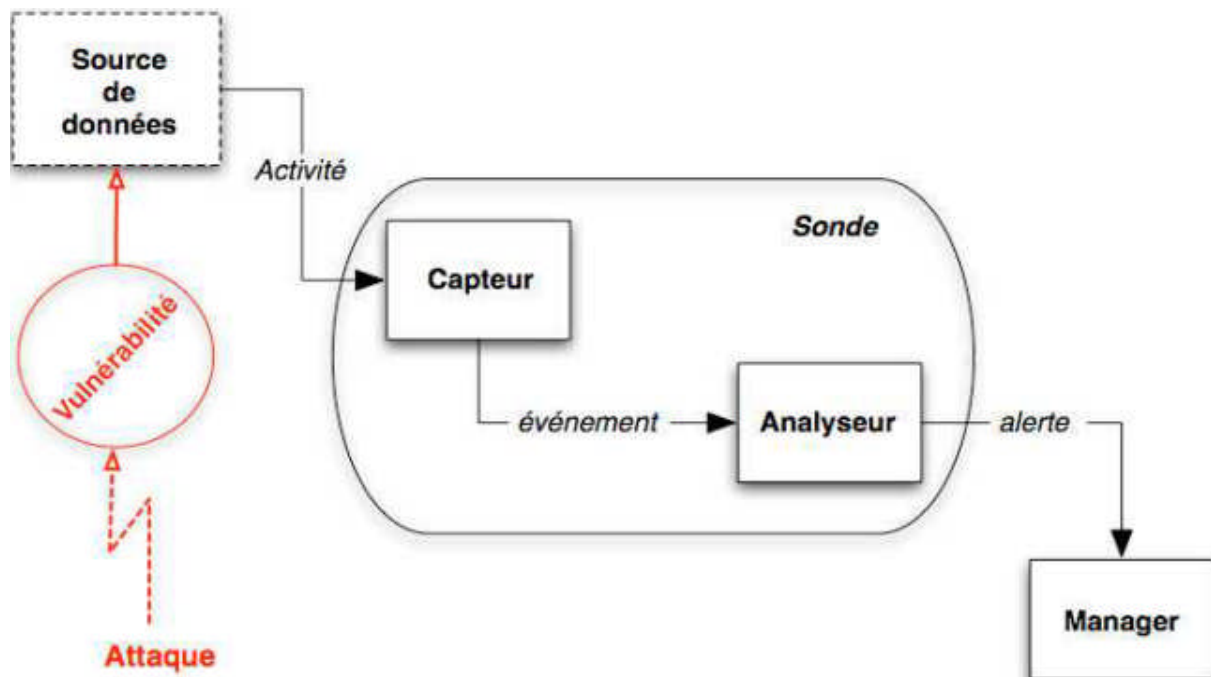 Source
de
données
Activité
Sonde
Capteur
Vulnérabilité
événement
Analyseur
alerte
Manager
Attaque